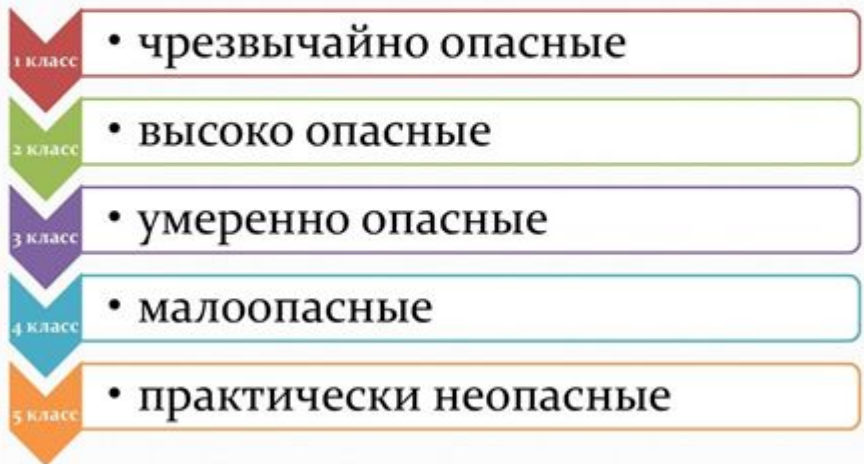 1 класс • чрезвычайно опасные
2 класс • высоко опасные
3 класс • умеренно опасные
4 класс • малоопасные
5 класс • практически неопасные